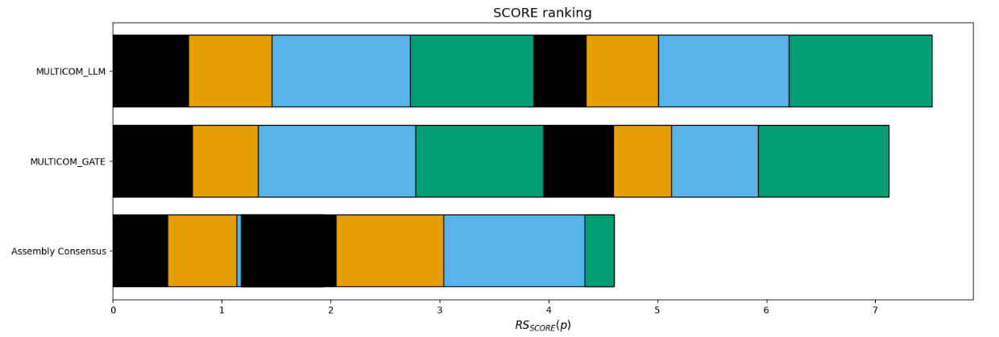 SCORE ranking
MULTICOM_LLM
MULTICOM_GATE
Assembly Consensus
0 1 2 3 4 5 6 7
RS_SCORE(p)